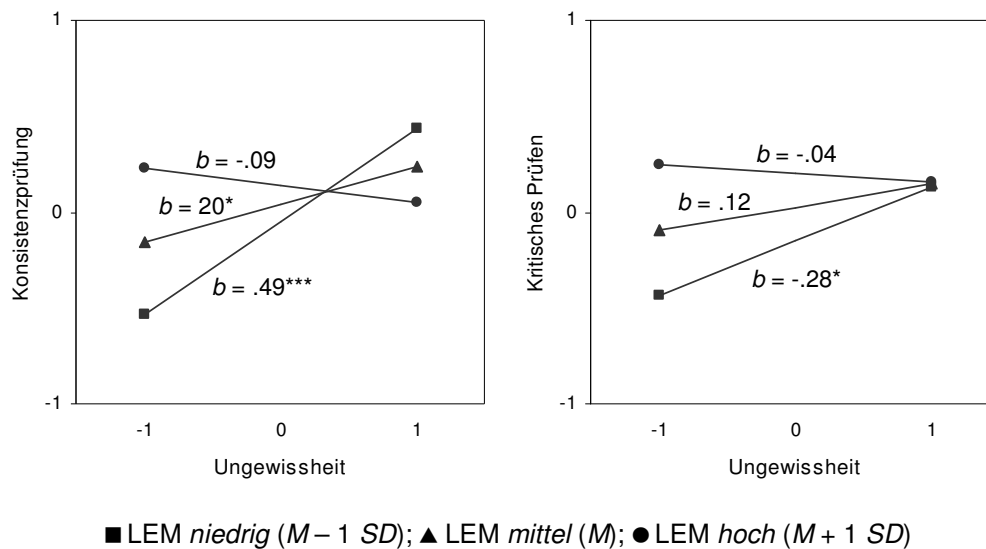 1
0
-1
Konsistenzprüfung
b = -.09
b = 20*
b = .49***
-1
0
1
Ungewissheit
1
0
-1
Kritisches Prüfen
b = -.04
b = .12
b = -.28*
-1
0
1
Ungewissheit
■ LEM niedrig (M – 1 SD); ▲ LEM mittel (M); ● LEM hoch (M + 1 SD)